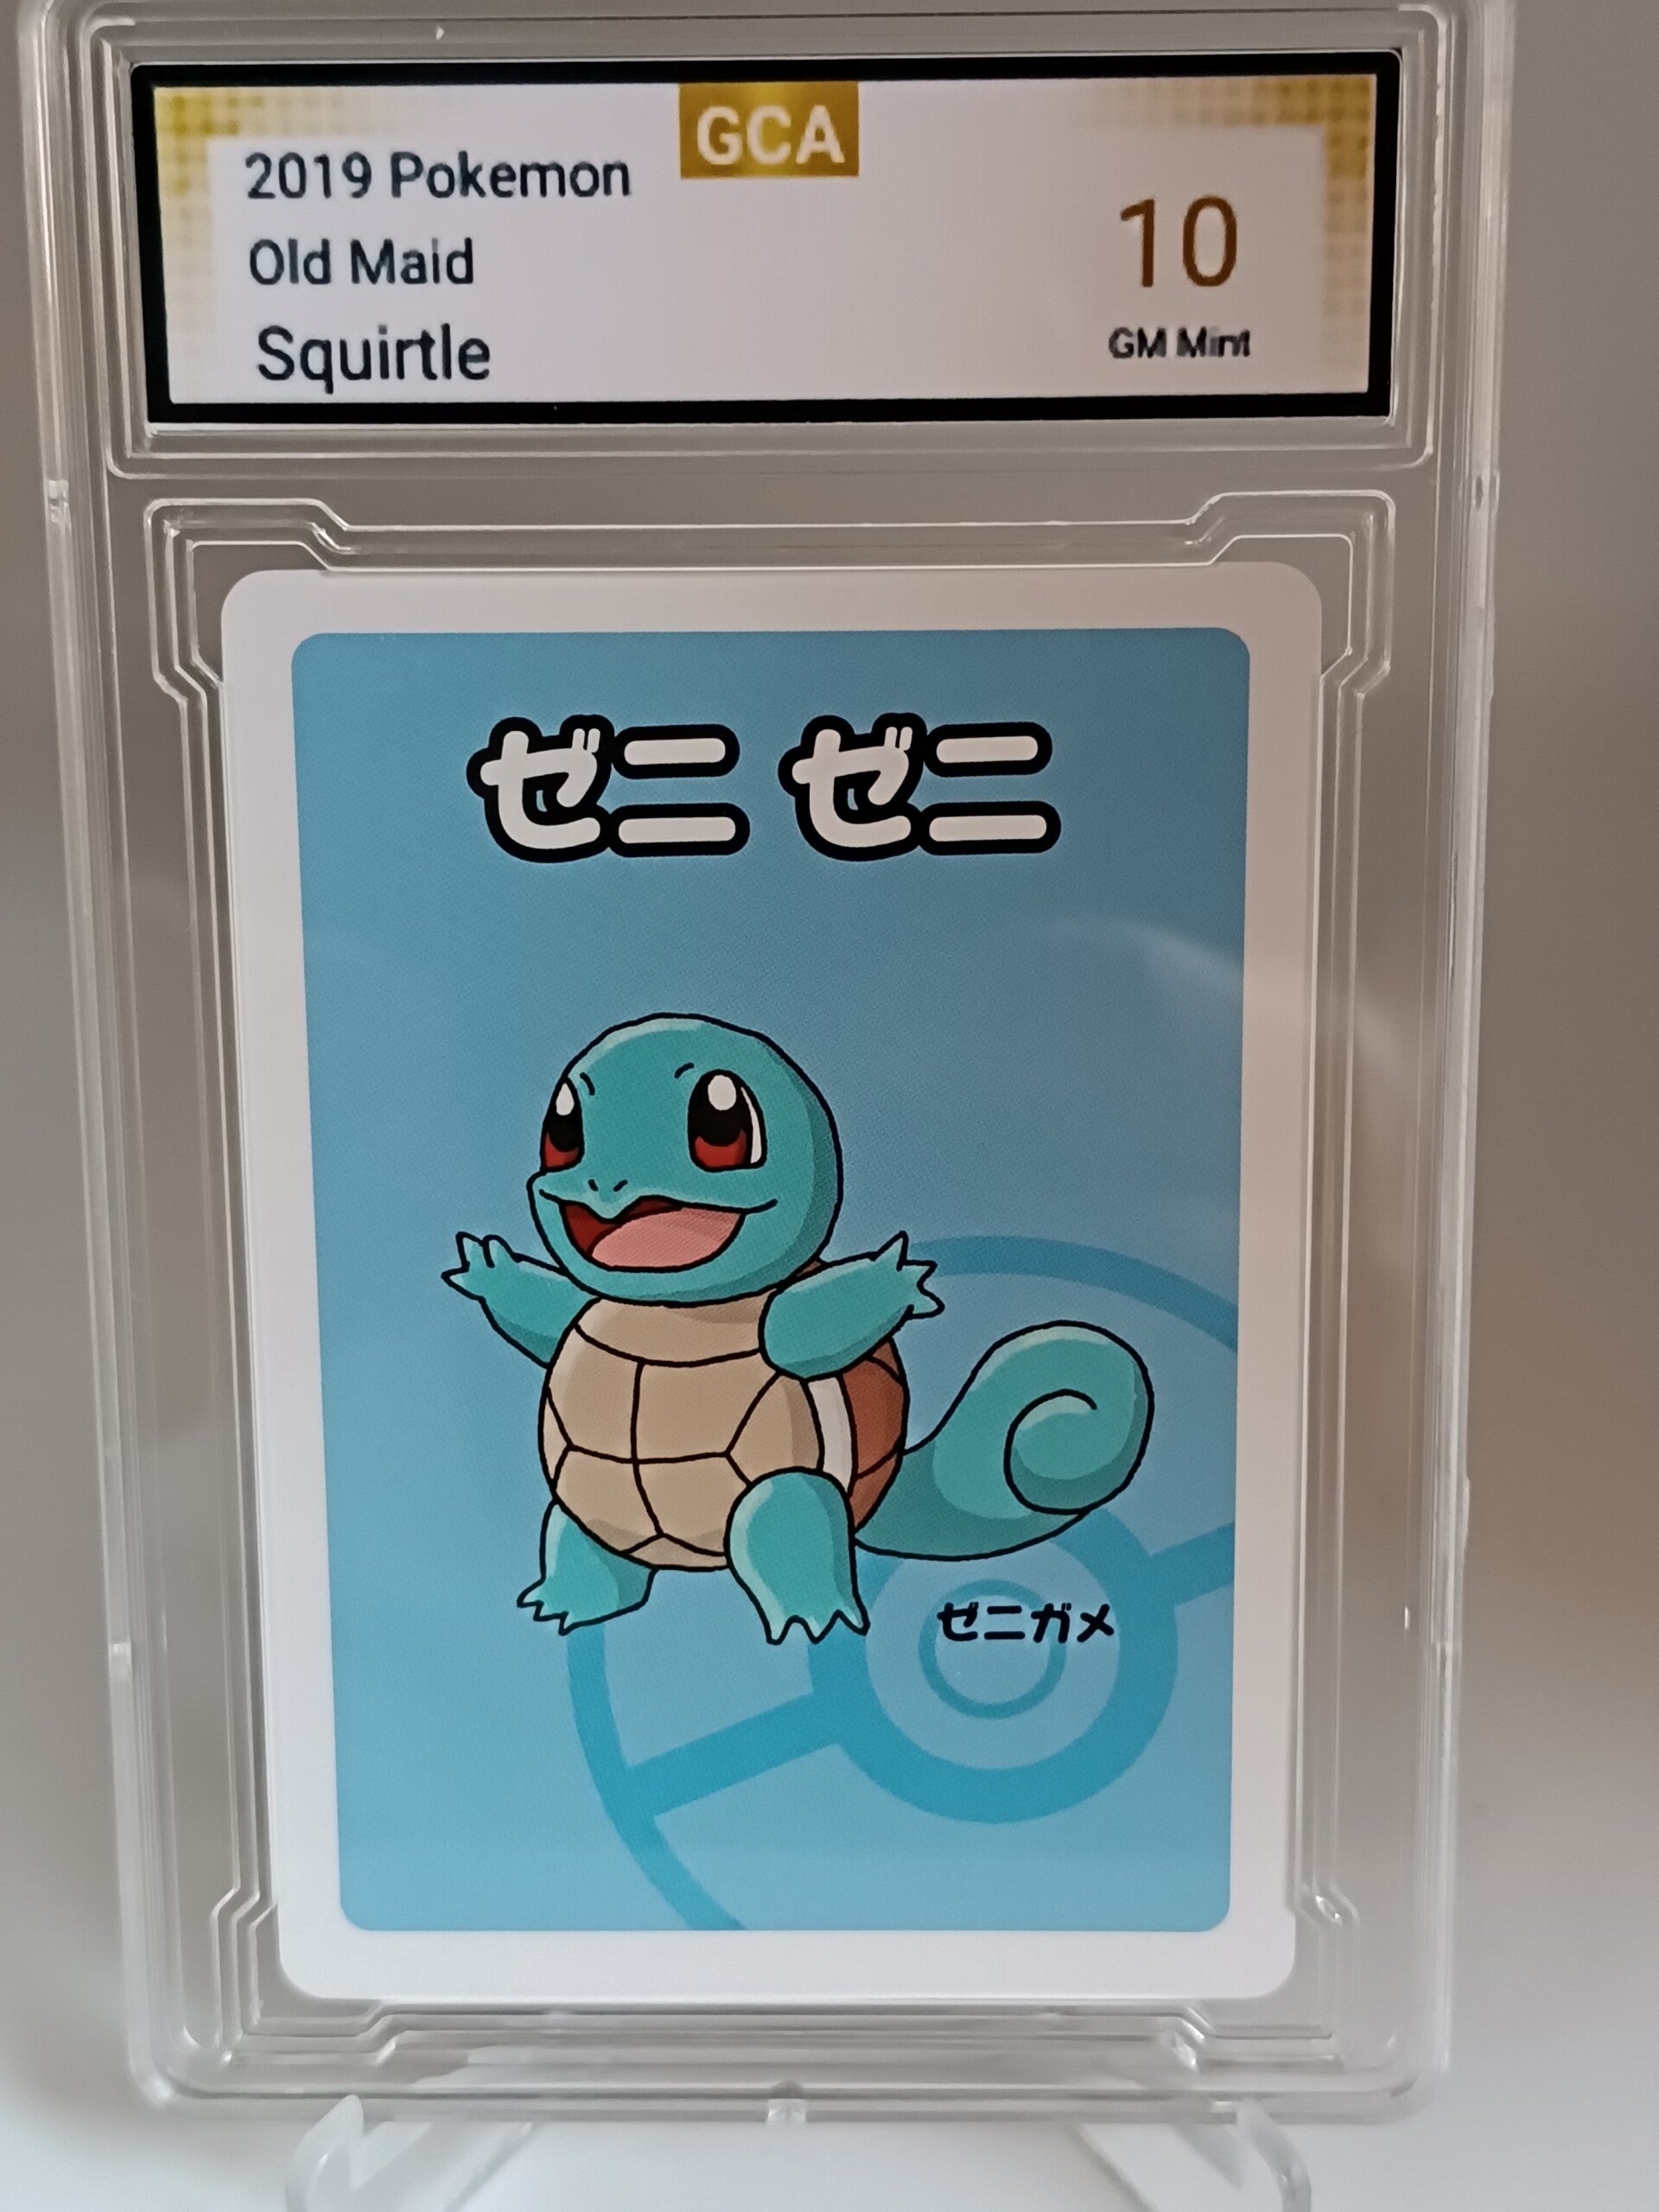 GCA
2019 Pokemon
Old Maid
Squirtle
10
GM Mint
ゼニ ゼニ
ゼニガメ